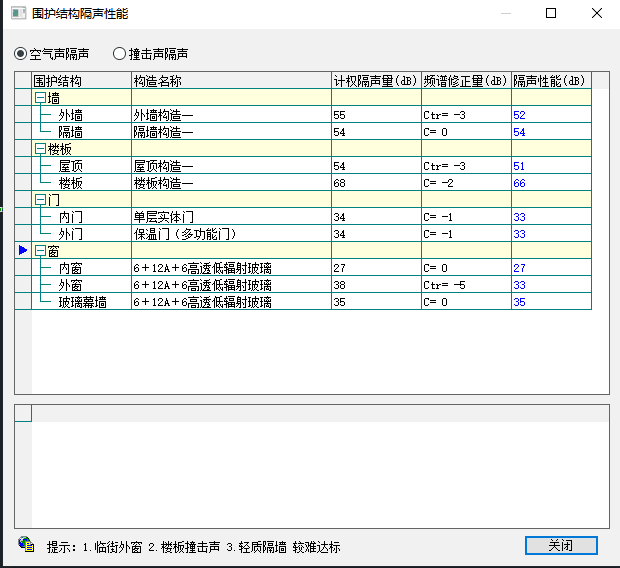 围护结构隔声性能
空气声隔声 撞击声隔声
围护结构 构造名称 计权隔声量(dB) 频谱修正量(dB) 隔声性能(dB)
墙
外墙 外墙构造一 55 Ctr= -3 52
隔墙 隔墙构造一 54 C= 0 54
楼板
屋顶 屋顶构造一 54 Ctr= -3 51
楼板 楼板构造一 68 C= -2 66
门
内门 单层实体门 34 C= -1 33
外门 保温门(多功能门) 34 C= -1 33
窗
内窗 6+12A+6高透低辐射玻璃 27 C= 0 27
外窗 6+12A+6高透低辐射玻璃 38 Ctr= -5 33
玻璃幕墙 6+12A+6高透低辐射玻璃 35 C= 0 35
提示: 1.临街外窗 2.楼板撞击声 3.轻质隔墙 较难达标
关闭